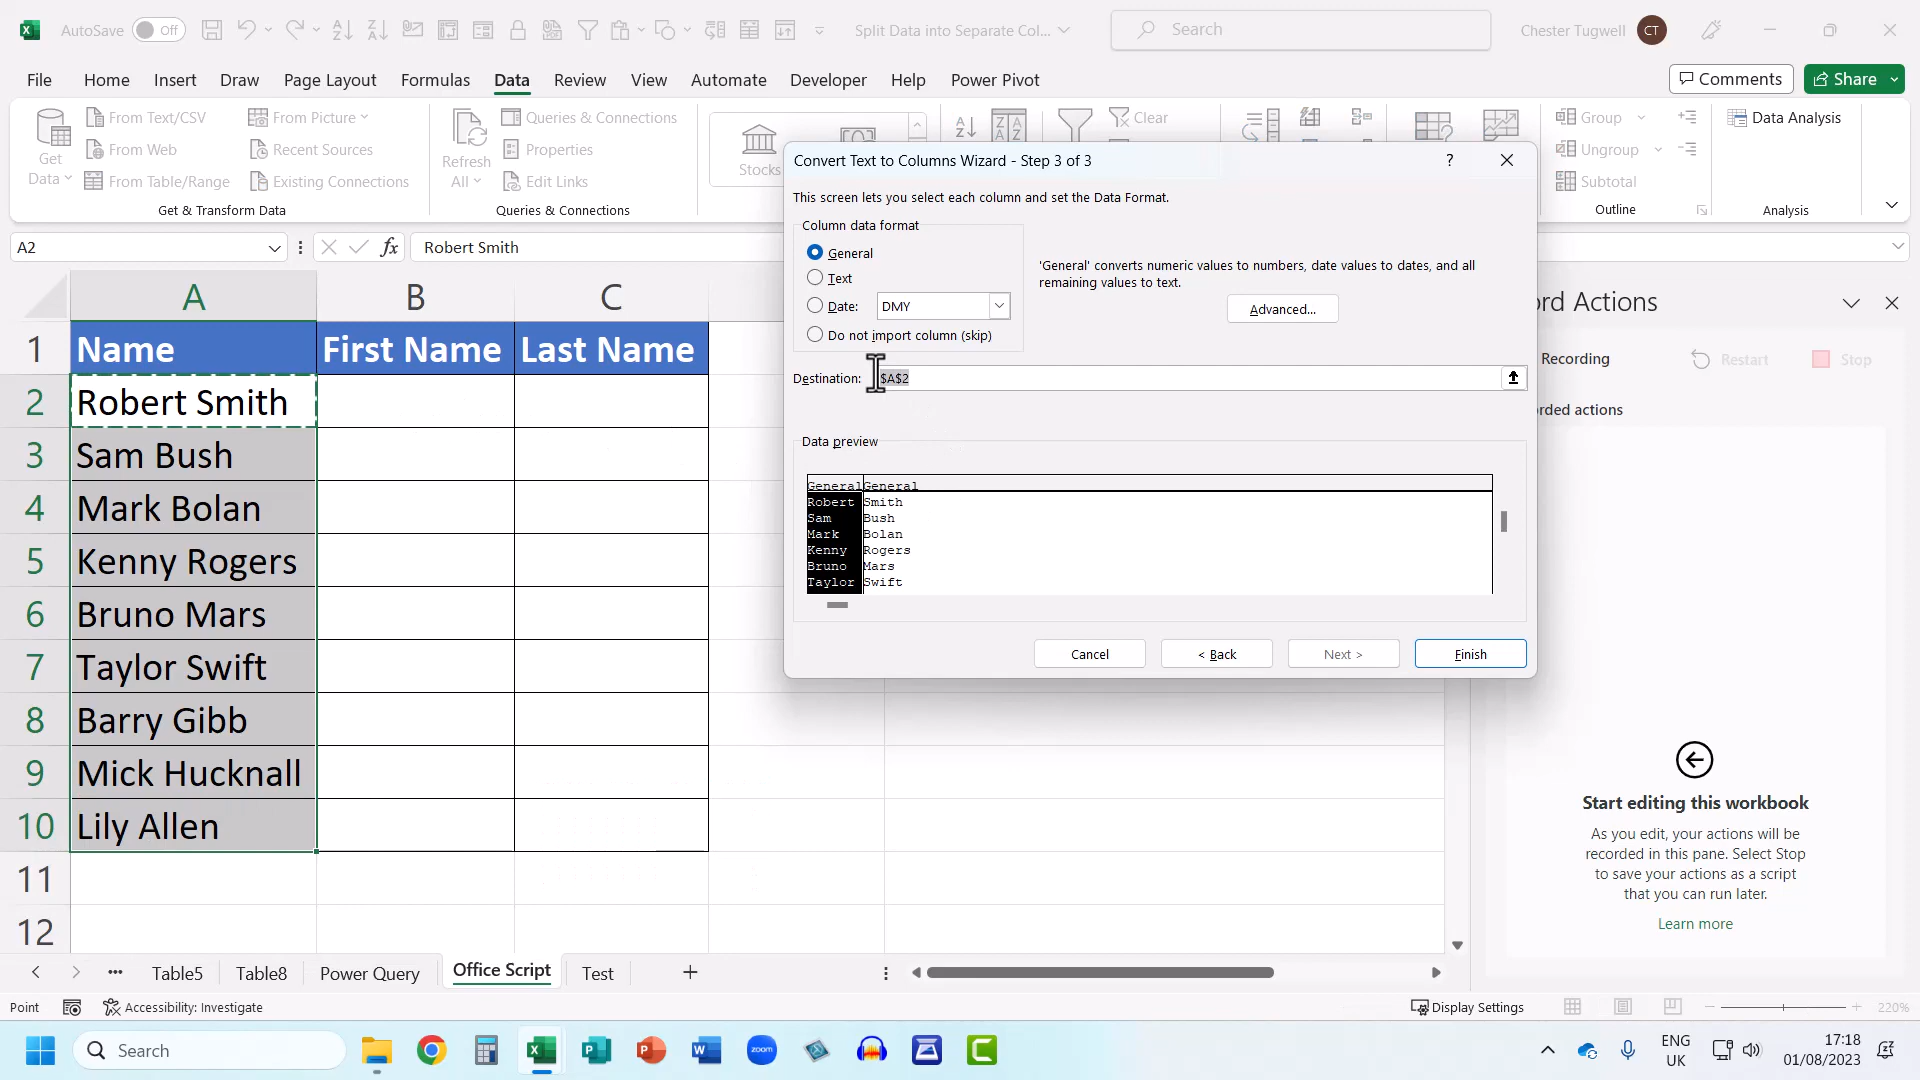 AutoSave Off
Split Data into Separate Col...
Search
Chester Tugwell CT
File Home Insert Draw Page Layout Formulas Data Review View Automate Developer Help Power Pivot
Comments Share
Get Data
From Text/CSV
From Web
From Table/Range
From Picture
Recent Sources
Existing Connections
Get & Transform Data
Refresh All
Queries & Connections
Properties
Edit Links
Queries & Connections
Stocks
Clear
Group
Ungroup
Subtotal
Outline
Data Analysis
Analysis
A2 fx Robert Smith
A B C
1 Name First Name Last Name
2 Robert Smith
3 Sam Bush
4 Mark Bolan
5 Kenny Rogers
6 Bruno Mars
7 Taylor Swift
8 Barry Gibb
9 Mick Hucknall
10 Lily Allen
11
12
Convert Text to Columns Wizard - Step 3 of 3 ?
This screen lets you select each column and set the Data Format.
Column data format
General
Text
Date: DMY
Do not import column (skip)
'General' converts numeric values to numbers, date values to dates, and all
remaining values to text.
Advanced...
Destination: $A$2
Data preview
General General
Robert Smith
Sam Bush
Mark Bolan
Kenny Rogers
Bruno Mars
Taylor Swift
Cancel < Back Next > Finish
rd Actions
Recording Restart Stop
rded actions
Start editing this workbook
As you edit, your actions will be
recorded in this pane. Select Stop
to save your actions as a script
that you can run later.
Learn more
Table5 Table8 Power Query Office Script Test
Point Accessibility: Investigate
Display Settings 220%
Search
zoom
ENG
UK
17:18
01/08/2023